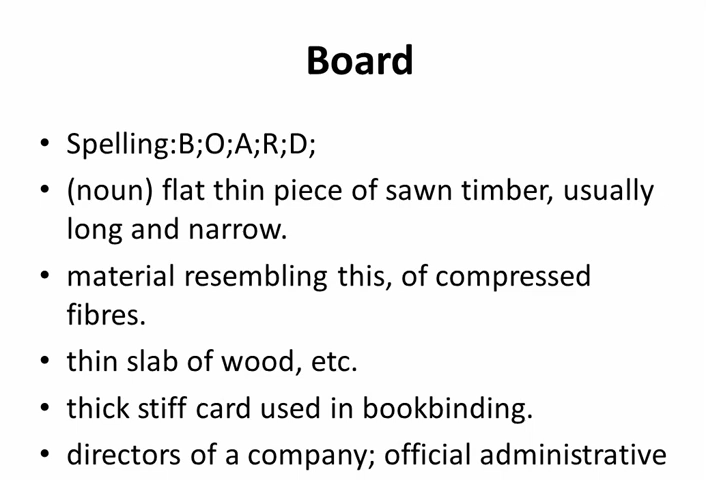 Board
• Spelling:B;O;A;R;D;
• (noun) flat thin piece of sawn timber, usually
long and narrow.
• material resembling this, of compressed
fibres.
• thin slab of wood, etc.
• thick stiff card used in bookbinding.
• directors of a company; official administrative